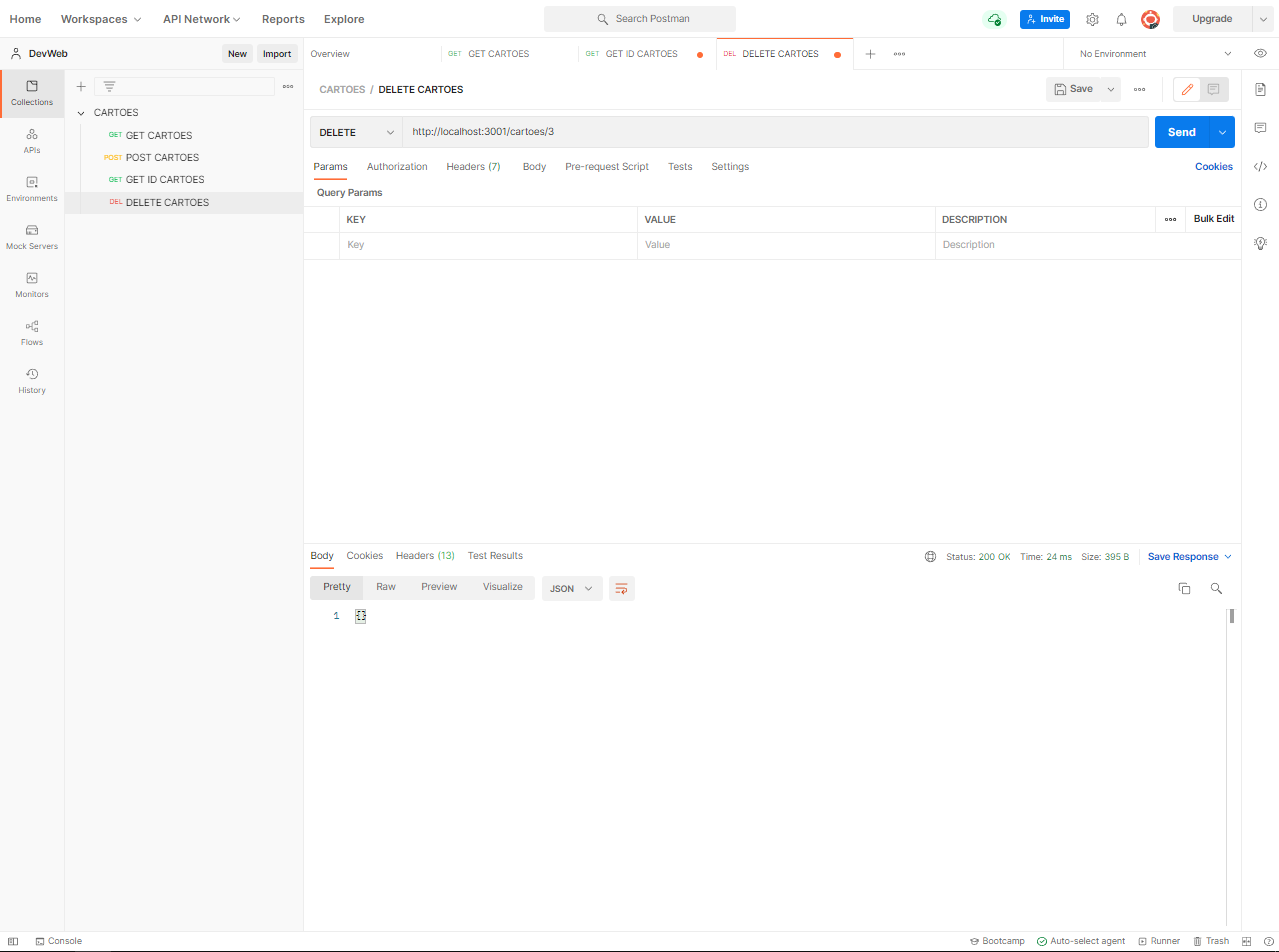 Home Workspaces API Network Reports Explore Search Postman Invite Upgrade
DevWeb New Import Overview GET GET CARTOES GET GET ID CARTOES DEL DELETE CARTOES No Environment
Collections
APIs
Environments
Mock Servers
Monitors
Flows
History
CARTOES
GET GET CARTOES
POST POST CARTOES
GET GET ID CARTOES
DEL DELETE CARTOES
CARTOES / DELETE CARTOES Save
DELETE http://localhost:3001/cartoes/3 Send
Params Authorization Headers (7) Body Pre-request Script Tests Settings Cookies
Query Params
KEY VALUE DESCRIPTION Bulk Edit
Key Value Description
Body Cookies Headers (13) Test Results Status: 200 OK Time: 24 ms Size: 395 B Save Response
Pretty Raw Preview Visualize JSON
1 {}
Console Bootcamp Auto-select agent Runner Trash